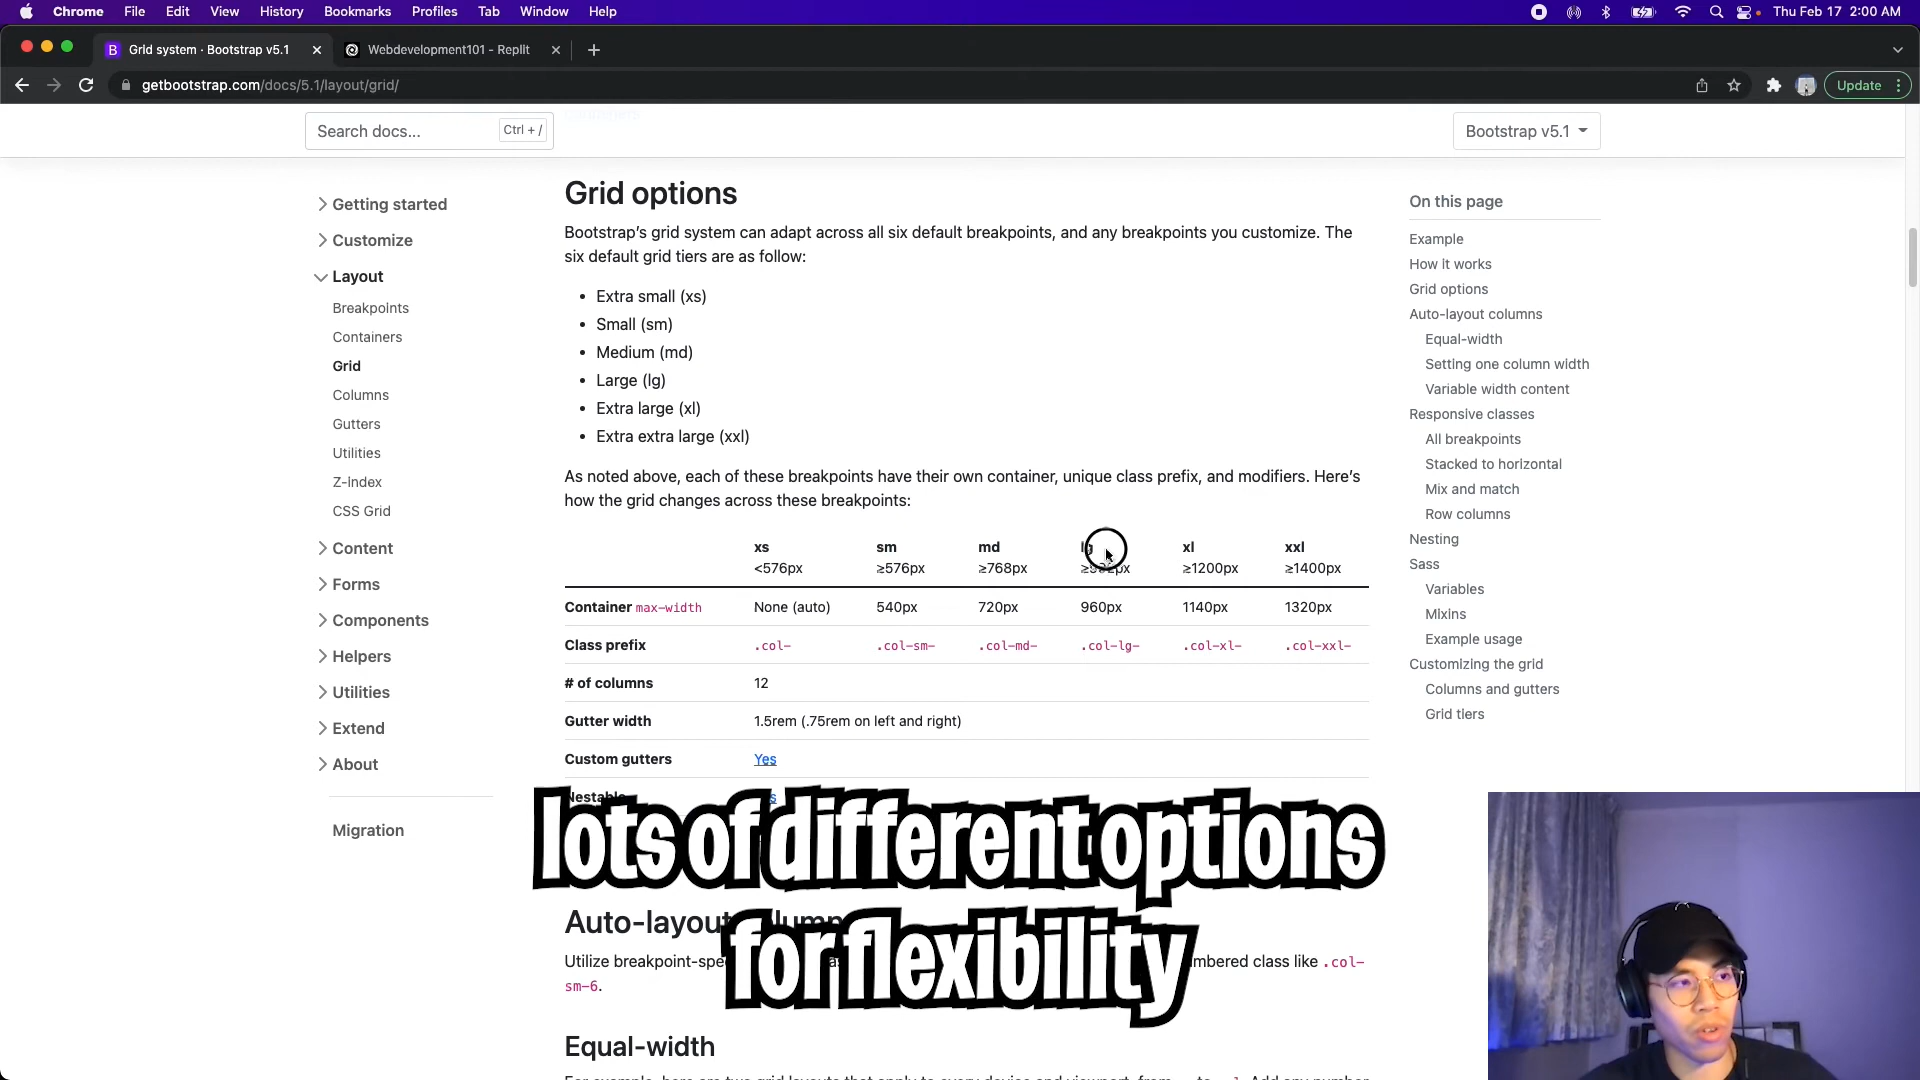 Chrome File Edit View History Bookmarks Profiles Tab Window Help Thu Feb 17 2:00 AM
Grid system · Bootstrap v5.1 Webdevelopment101 - Replit
getbootstrap.com/docs/5.1/layout/grid/ Update
Search docs... Ctrl + / Bootstrap v5.1
Getting started
Customize
Layout
Breakpoints
Containers
Grid
Columns
Gutters
Utilities
Z-index
CSS Grid
Content
Forms
Components
Helpers
Utilities
Extend
About
Migration
Grid options
Bootstrap's grid system can adapt across all six default breakpoints, and any breakpoints you customize. The
six default grid tiers are as follow:
• Extra small (xs)
• Small (sm)
• Medium (md)
• Large (lg)
• Extra large (xl)
• Extra extra large (xxl)
As noted above, each of these breakpoints have their own container, unique class prefix, and modifiers. Here's
how the grid changes across these breakpoints:
xs sm md lg xl xxl
<576px ≥576px ≥768px ≥1200px ≥1400px
Container max-width None (auto) 540px 720px 960px 1140px 1320px
Class prefix .col- .col-sm- .col-md- .col-lg- .col-xl- .col-xxl-
# of columns 12
Gutter width 1.5rem (.75rem on left and right)
Custom gutters Yes
Nestable
lots of different options
for flexibility
Auto-layout
Utilize mbered class like .col-
sm-6.
Equal-width
On this page
Example
How it works
Grid options
Auto-layout columns
Equal-width
Setting one column width
Variable width content
Responsive classes
All breakpoints
Stacked to horizontal
Mix and match
Row columns
Nesting
Sass
Variables
Mixins
Example usage
Customizing the grid
Columns and gutters
Grid tiers